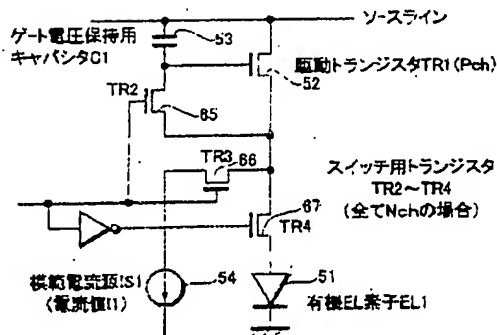 ソースライン
ゲート電圧保持用
キャパシタC1
53
駆動トランジスタTR1(Pch)
52
TR2
65
TR3
66
スイッチ用トランジスタ
TR2~TR4
(全てNchの場合)
67
TR4
模範電流源IS1
(電流値I1)
54
51
有機EL素子EL1